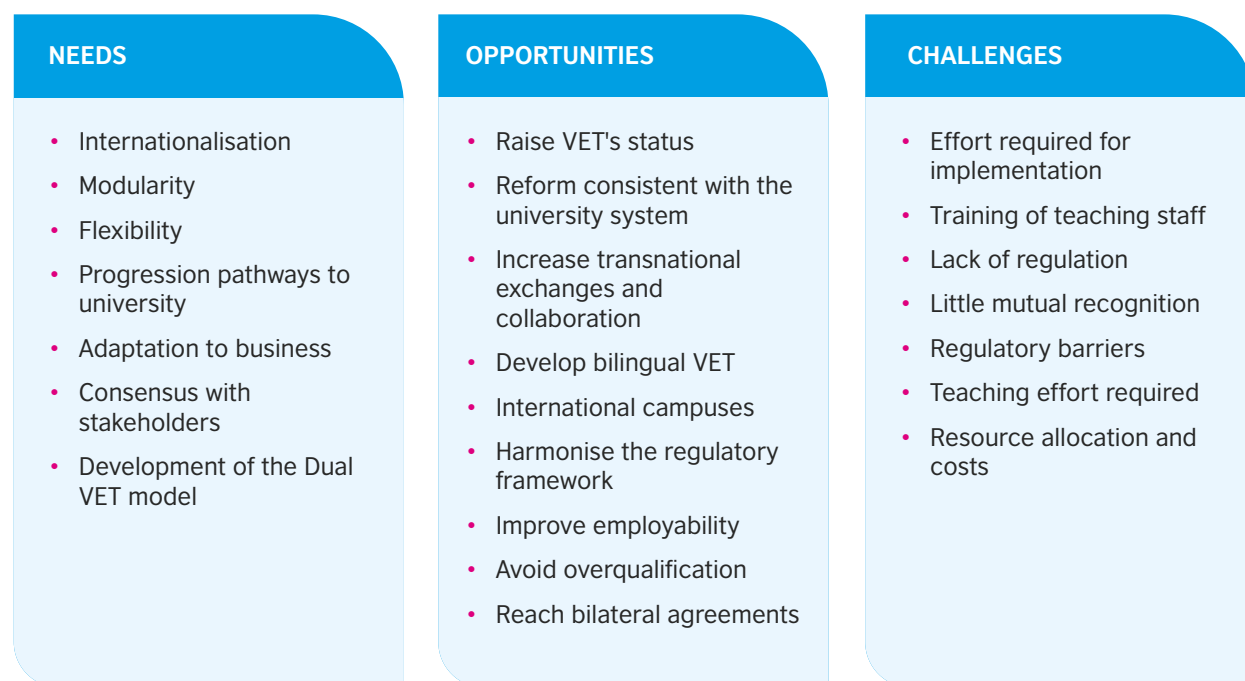 NEEDS
• Internationalisation
• Modularity
• Flexibility
• Progression pathways to
university
• Adaptation to business
• Consensus with
stakeholders
• Development of the Dual
VET model
OPPORTUNITIES
• Raise VET's status
• Reform consistent with the
university system
• Increase transnational
exchanges and
collaboration
• Develop bilingual VET
• International campuses
• Harmonise the regulatory
framework
• Improve employability
• Avoid overqualification
• Reach bilateral agreements
CHALLENGES
• Effort required for
implementation
• Training of teaching staff
• Lack of regulation
• Little mutual recognition
• Regulatory barriers
• Teaching effort required
• Resource allocation and
costs